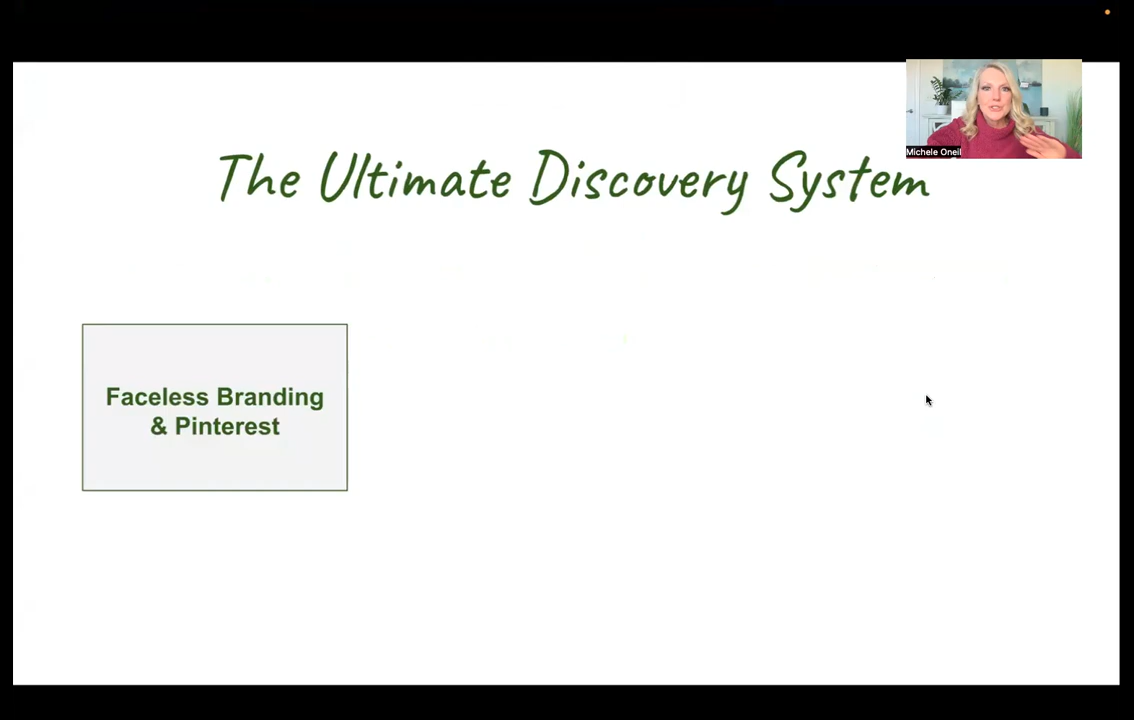 Michele Oneil
The Ultimate Discovery System
Faceless Branding
& Pinterest